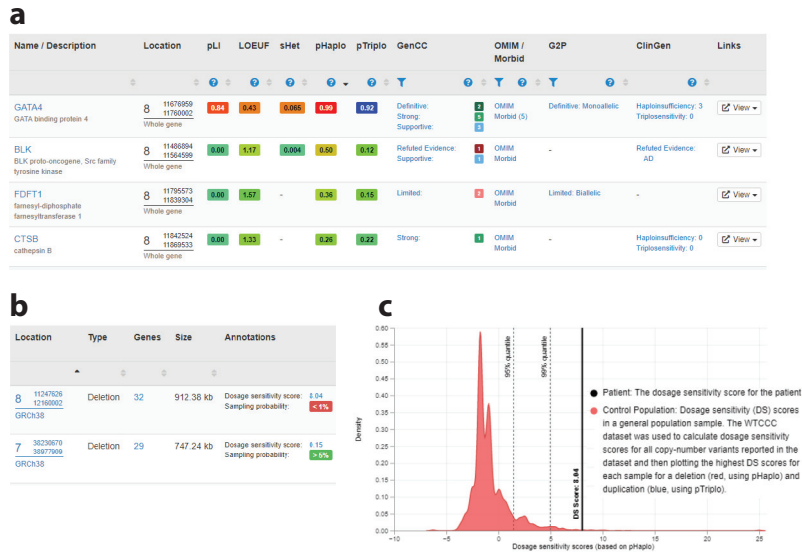 a
Name / Description Location pLI LOEUF sHet pHaplo pTriplo GenCC OMIM / Morbid G2P ClinGen Links
GATA4
GATA binding protein 4
8 11676959
11760002
Whole gene
0.84 0.43 0.065 0.99 0.92
Definitive: 2
Strong: 5
Supportive: 3
OMIM
Morbid (5)
Definitive: Monoallelic
Haploinsufficiency: 3
Triplosensitivity: 0
View
BLK
BLK proto-oncogene, Src family
tyrosine kinase
8 11486894
11564599
Whole gene
0.00 1.17 0.004 0.50 0.12
Refuted Evidence: 1
Supportive: 1
OMIM
Morbid
-
Refuted Evidence:
AD
View
FDFT1
farnesyl-diphosphate
farnesyltransferase 1
8 11795573
11839304
Whole gene
0.00 1.57 - 0.36 0.15
Limited: 2
OMIM
Morbid
Limited: Biallelic
-
View
CTSB
cathepsin B
8 11842524
11869533
Whole gene
0.00 1.33 - 0.26 0.22
Strong: 1
OMIM
Morbid
-
Haploinsufficiency: 0
Triplosensitivity: 0
View
b
Location Type Genes Size Annotations
8 11247626
12160002
GRCh38
Deletion 32 912.38 kb
Dosage sensitivity score: 8.04
Sampling probability: < 1%
7 38230670
38977909
GRCh38
Deletion 29 747.24 kb
Dosage sensitivity score: 0.15
Sampling probability: > 5%
c
0.60
0.55
0.50
0.45
0.40
0.35
0.30
0.25
0.20
0.15
0.10
0.05
0.00
Density
95% quantile
99% quantile
DS Score: 8.04
Patient: The dosage sensitivity score for the patient
Control Population: Dosage sensitivity (DS) scores
in a general population sample. The WTCCC
dataset was used to calculate dosage sensitivity
scores for all copy-number variants reported in the
dataset and then plotting the highest DS scores for
each sample for a deletion (red, using pHaplo) and
duplication (blue, using pTriplo).
−10 −5 0 5 10 15 20 25
Dosage sensitivity scores (based on pHaplo)